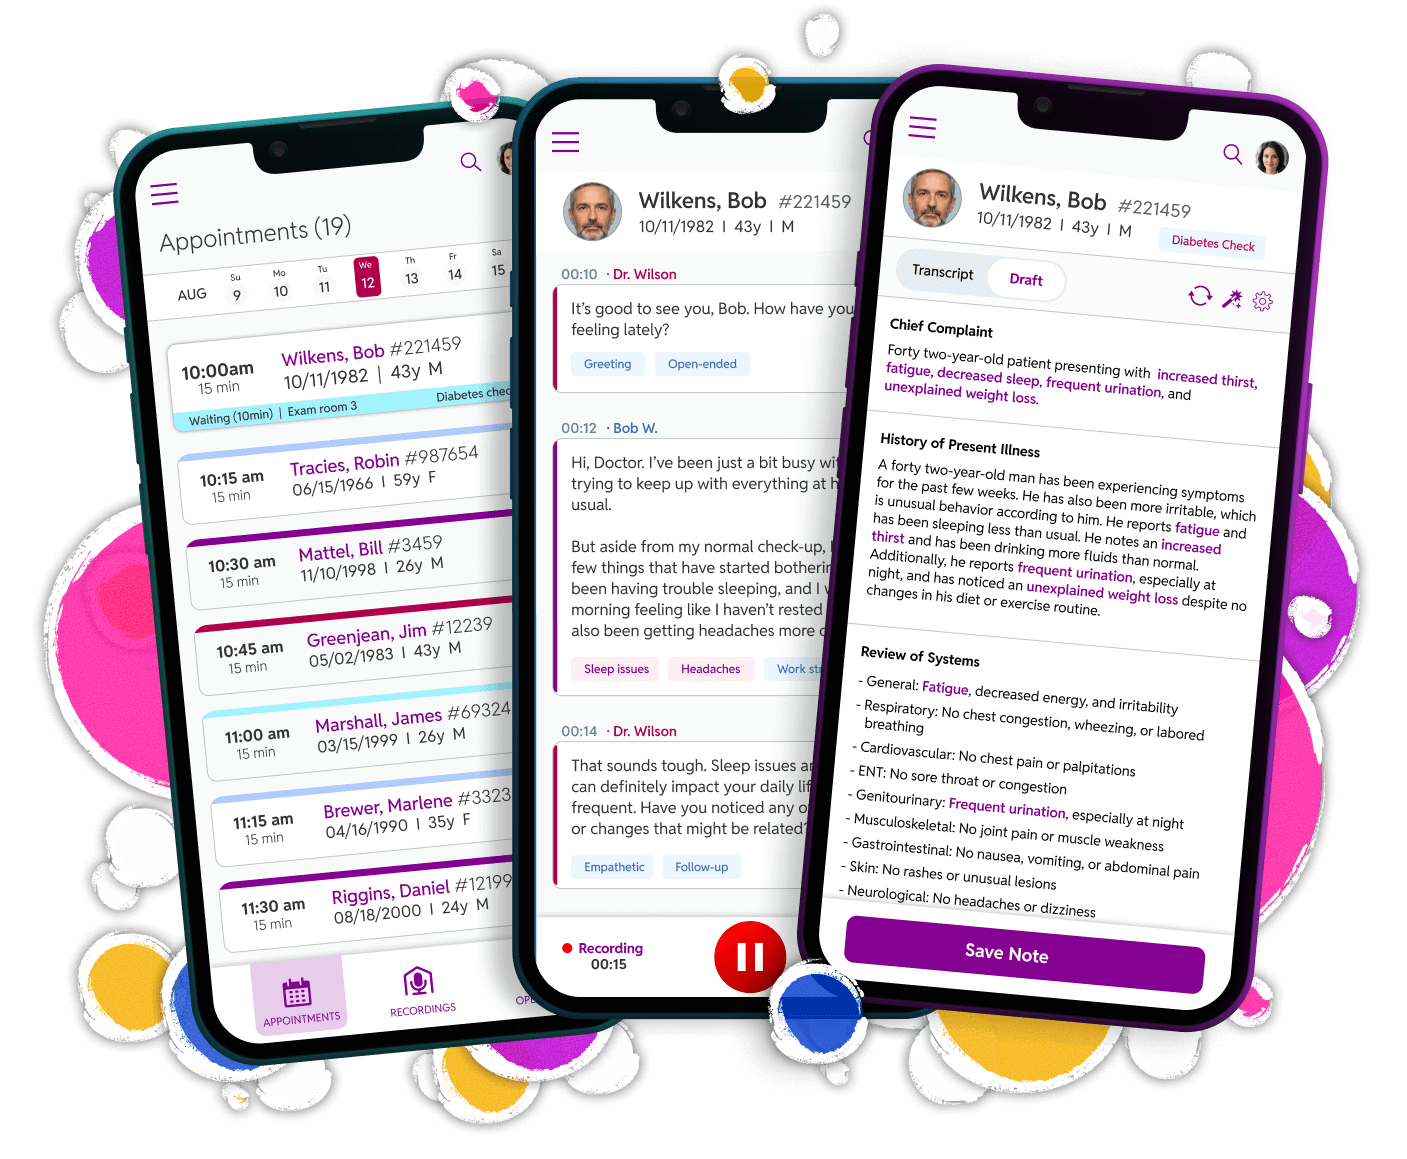 Appointments (19)
AUG
Su
9
Mo
10
Tu
11
We
12
Th
13
Fr
14
Sa
15
10:00am
15 min
Wilkens, Bob #221459
10/11/1982 | 43y M
Waiting (10min) | Exam room 3
Diabetes
10:15 am
15 min
Tracies, Robin #987654
06/15/1966 I 59y F
10:30 am
15 min
Mattel, Bill #3459
11/10/1998 I 26y M
10:45 am
15 min
Greenjean, Jim #12239
05/02/1983 I 43y M
11:00 am
15 min
Marshall, James #69324
03/15/1999 I 26y M
11:15 am
15 min
Brewer, Marlene #3323
04/16/1990 I 35y F
11:30 am
15 min
Riggins, Daniel #12199
08/18/2000 I 24y M
APPOINTMENTS
RECORDINGS
Wilkens, Bob #221459
10/11/1982 I 43y I M
00:10 · Dr. Wilson
It's good to see you, Bob. How have you
feeling lately?
Greeting
Open-ended
00:12 · Bob W.
Hi, Doctor. I've been just a bit busy
trying to keep up with everything at
usual.
But aside from my normal check-up,
few things that have started
been having trouble sleeping, and I
morning feeling like I haven't rested
also been getting headaches more
Sleep issues
Headaches
Work
00:14 · Dr. Wilson
That sounds tough. Sleep issues
can definitely impact your daily
frequent. Have you noticed any
or changes that might be related?
Empathetic
Follow-up
Recording
00:15
Wilkens, Bob #221459
10/11/1982 I 43y I M
Diabetes Check
Transcript
Draft
Chief Complaint
Forty two-year-old patient presenting with increased thirst,
fatigue, decreased sleep, frequent urination, and
unexplained weight loss.
History of Present Illness
A forty two-year-old man has been experiencing symptoms
for the past few weeks. He has also been more irritable, which
is unusual behavior according to him. He reports fatigue and
has been sleeping less than usual. He notes an increased
thirst and has been drinking more fluids than normal.
Additionally, he reports frequent urination, especially at
night, and has noticed an unexplained weight loss despite no
changes in his diet or exercise routine.
Review of Systems
- General: Fatigue, decreased energy, and irritability
- Respiratory: No chest congestion, wheezing, or labored
breathing
- Cardiovascular: No chest pain or palpitations
- ENT: No sore throat or congestion
- Genitourinary: Frequent urination, especially at night
- Musculoskeletal: No joint pain or muscle weakness
- Gastrointestinal: No nausea, vomiting, or abdominal pain
- Skin: No rashes or unusual lesions
- Neurological: No headaches or dizziness
Save Note